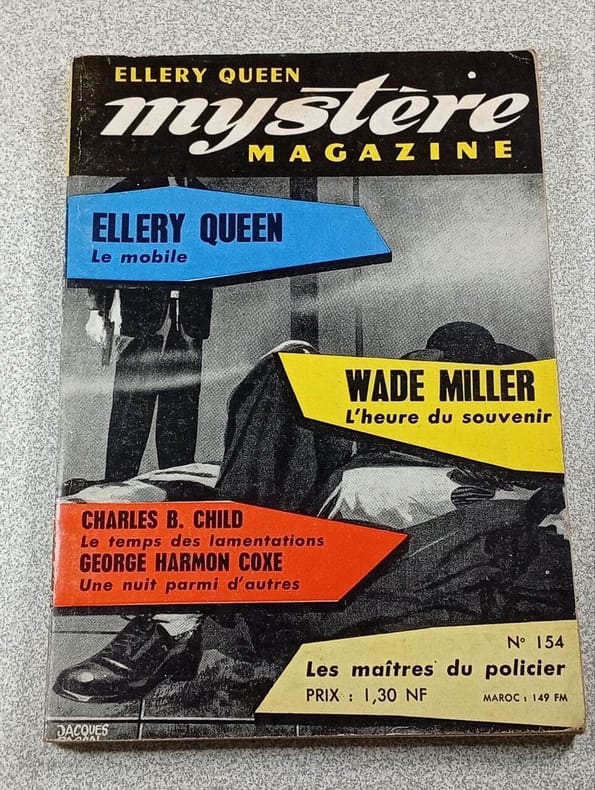 ELLERY QUEEN
mystère
MAGAZINE
ELLERY QUEEN
Le mobile
WADE MILLER
L'heure du souvenir
CHARLES B. CHILD
Le temps des lamentations
GEORGE HARMON COXE
Une nuit parmi d'autres
N° 154
Les maîtres du policier
PRIX : 1,30 NF
MAROC : 149 FM
JACQUES